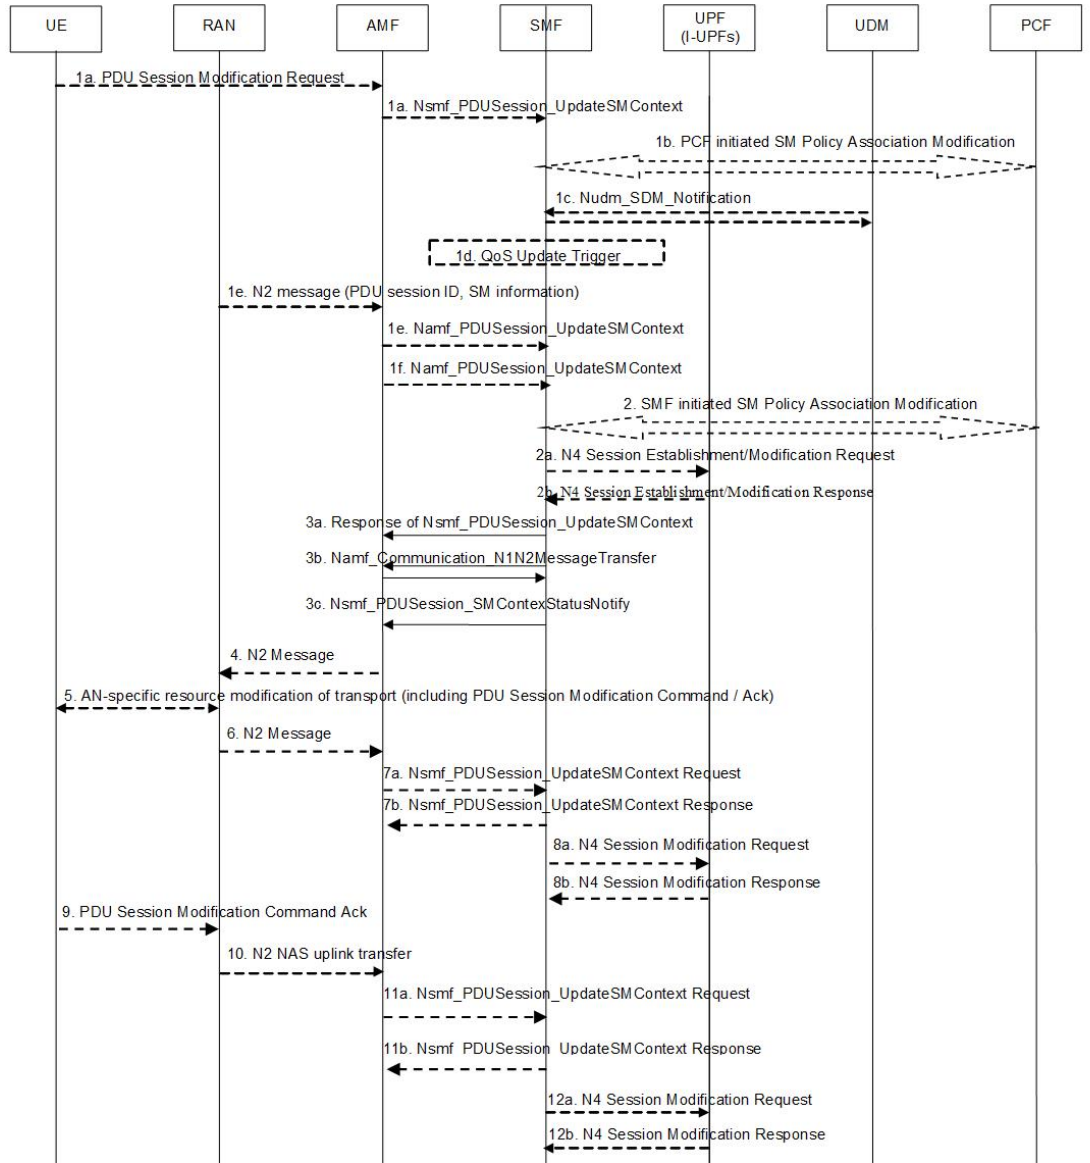 UE
RAN
AMF
SMF
UPF
(I-UPFs)
UDM
PCF
1a. PDU Session Modification Request
1a. Nsmf_PDUSession_UpdateSMContext
1b. PCF initiated SM Policy Association Modification
1c. Nudm_SDM_Notification
1d. QoS Update Trigger
1e. N2 message (PDU session ID, SM information)
1e. Namf_PDUSession_UpdateSMContext
1f. Namf_PDUSession_UpdateSMContext
2. SMF initiated SM Policy Association Modification
2a. N4 Session Establishment/Modification Request
2b. N4 Session Establishment/Modification Response
3a. Response of Nsmf_PDUSession_UpdateSMContext
3b. Namf_Communication_N1N2MessageTransfer
3c. Nsmf_PDUSession_SMContexStatusNotify
4. N2 Message
5. AN-specific resource modification of transport (including PDU Session Modification Command / Ack)
6. N2 Message
7a. Nsmf_PDUSession_UpdateSMContext Request
7b. Nsmf_PDUSession_UpdateSMContext Response
8a. N4 Session Modification Request
8b. N4 Session Modification Response
9. PDU Session Modification Command Ack
10. N2 NAS uplink transfer
11a. Nsmf_PDUSession_UpdateSMContext Request
11b. Nsmf_PDUSession_UpdateSMContext Response
12a. N4 Session Modification Request
12b. N4 Session Modification Response